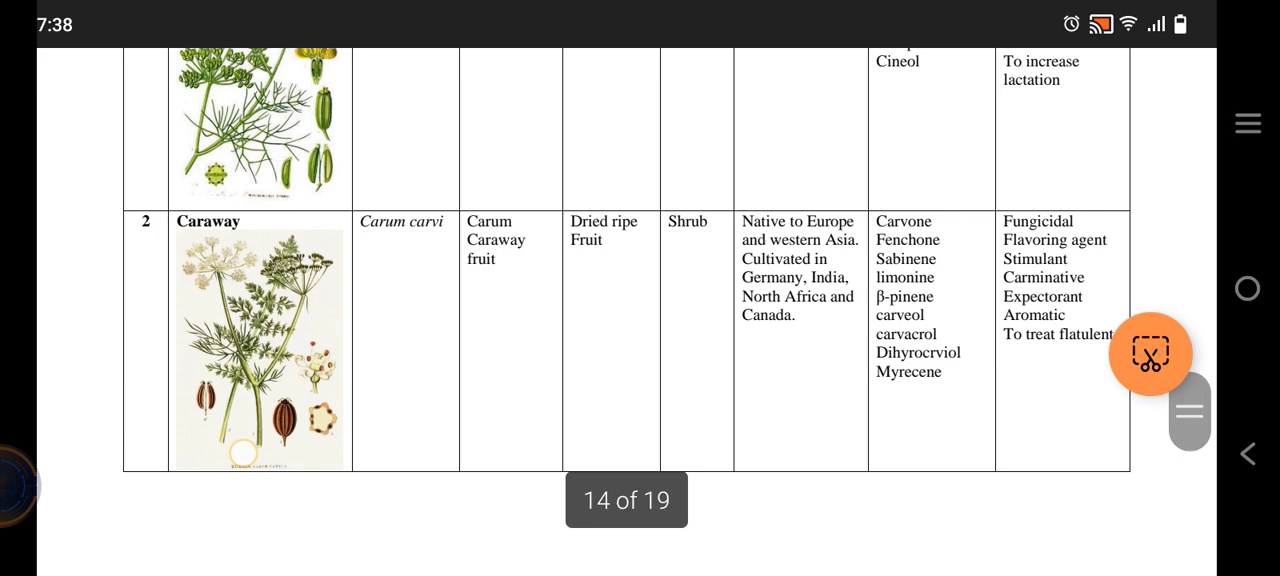 7:38
Cineol
To increase
lactation
2
Caraway
Carum carvi
Carum
Caraway
fruit
Dried ripe
Fruit
Shrub
Native to Europe
and western Asia.
Cultivated in
Germany, India,
North Africa and
Canada.
Carvone
Fenchone
Sabinene
limonine
β-pinene
carveol
carvacrol
Dihyrocrviol
Myrecene
Fungicidal
Flavoring agent
Stimulant
Carminative
Expectorant
Aromatic
To treat flatulent
14 of 19